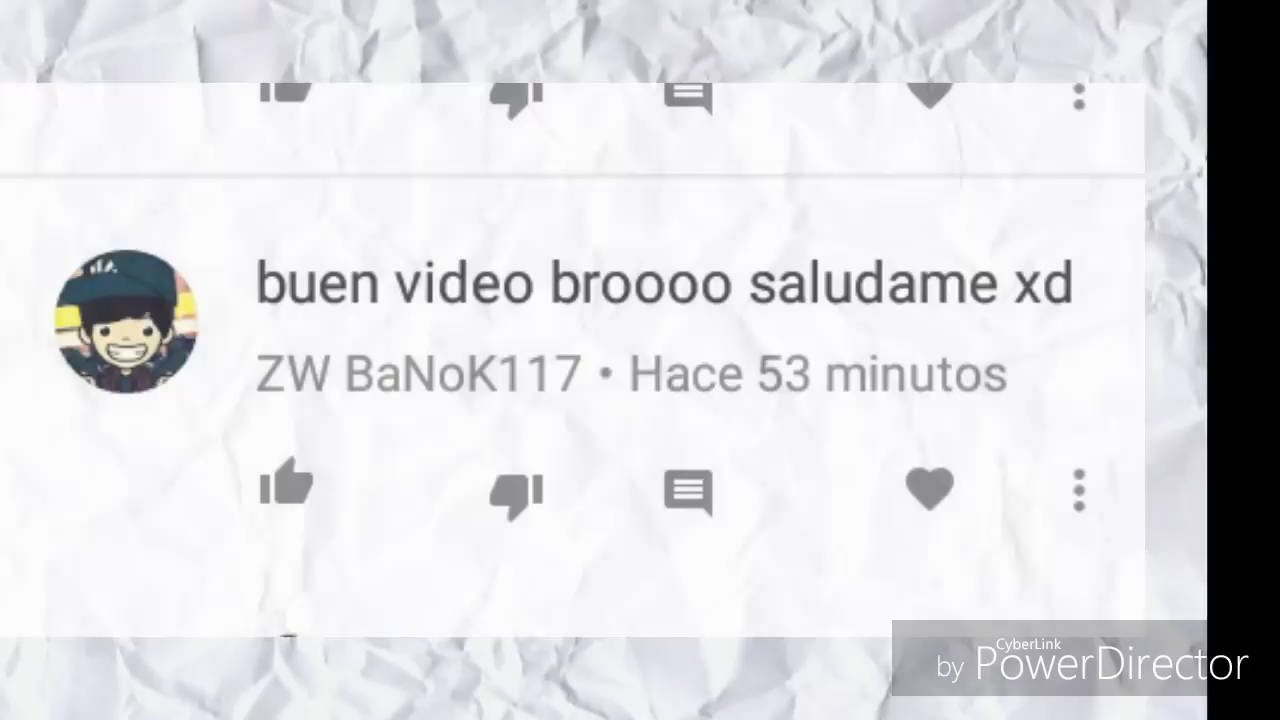 buen video broooo saludame xd
ZW BaNoK117 • Hace 53 minutos
CyberLink
by PowerDirector